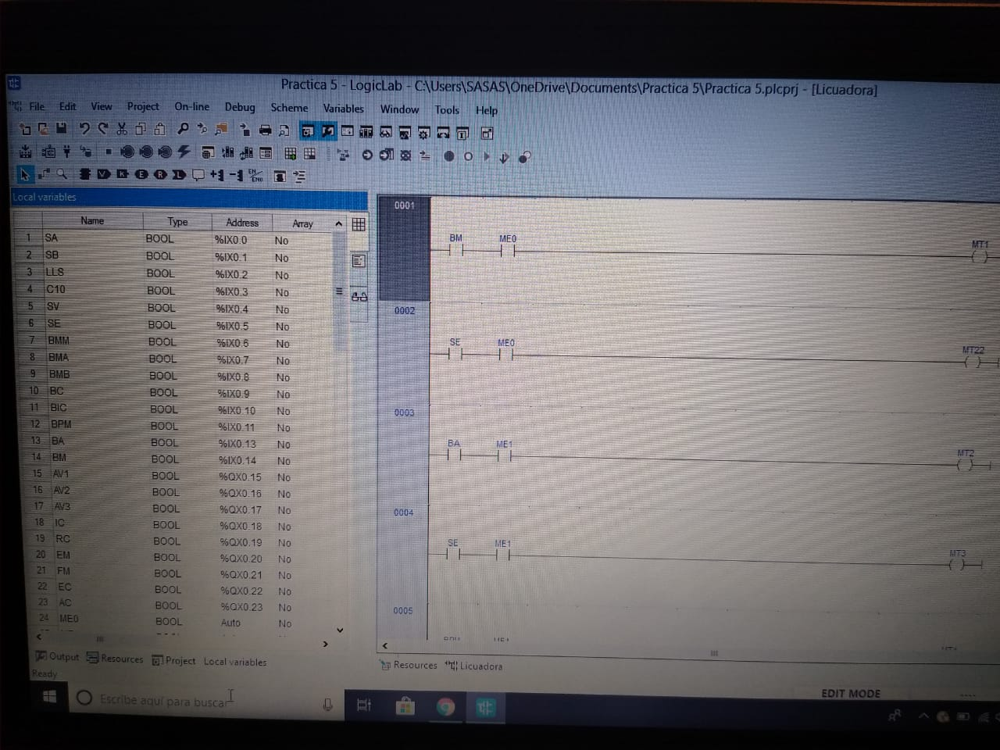 Practica 5 - LogicLab - C:\Users\SASAS\OneDrive\Documents\Practica 5\Practica 5.plcprj - [Licuadora]
File Edit View Project On-line Debug Scheme Variables Window Tools Help
Local variables
Name Type Address Array
1 SA BOOL %IX0.0 No
2 SB BOOL %IX0.1 No
3 LLS BOOL %IX0.2 No
4 C10 BOOL %IX0.3 No
5 SV BOOL %IX0.4 No
6 SE BOOL %IX0.5 No
7 BMM BOOL %IX0.6 No
8 BMA BOOL %IX0.7 No
9 BMB BOOL %IX0.8 No
10 BC BOOL %IX0.9 No
11 BIC BOOL %IX0.10 No
12 BPM BOOL %IX0.11 No
13 BA BOOL %IX0.13 No
14 BM BOOL %IX0.14 No
15 AV1 BOOL %QX0.15 No
16 AV2 BOOL %QX0.16 No
17 AV3 BOOL %QX0.17 No
18 IC BOOL %QX0.18 No
19 RC BOOL %QX0.19 No
20 EM BOOL %QX0.20 No
21 FM BOOL %QX0.21 No
22 EC BOOL %QX0.22 No
23 AC BOOL %QX0.23 No
24 ME0 BOOL Auto No
Output Resources Project Local variables
Ready
0001
BM ME0 MT1
0002
SE ME0 MT22
0003
BA ME1 MT2
0004
SE ME1 MT3
0005
Resources Licuadora
EDIT MODE
Escribe aquí para buscar